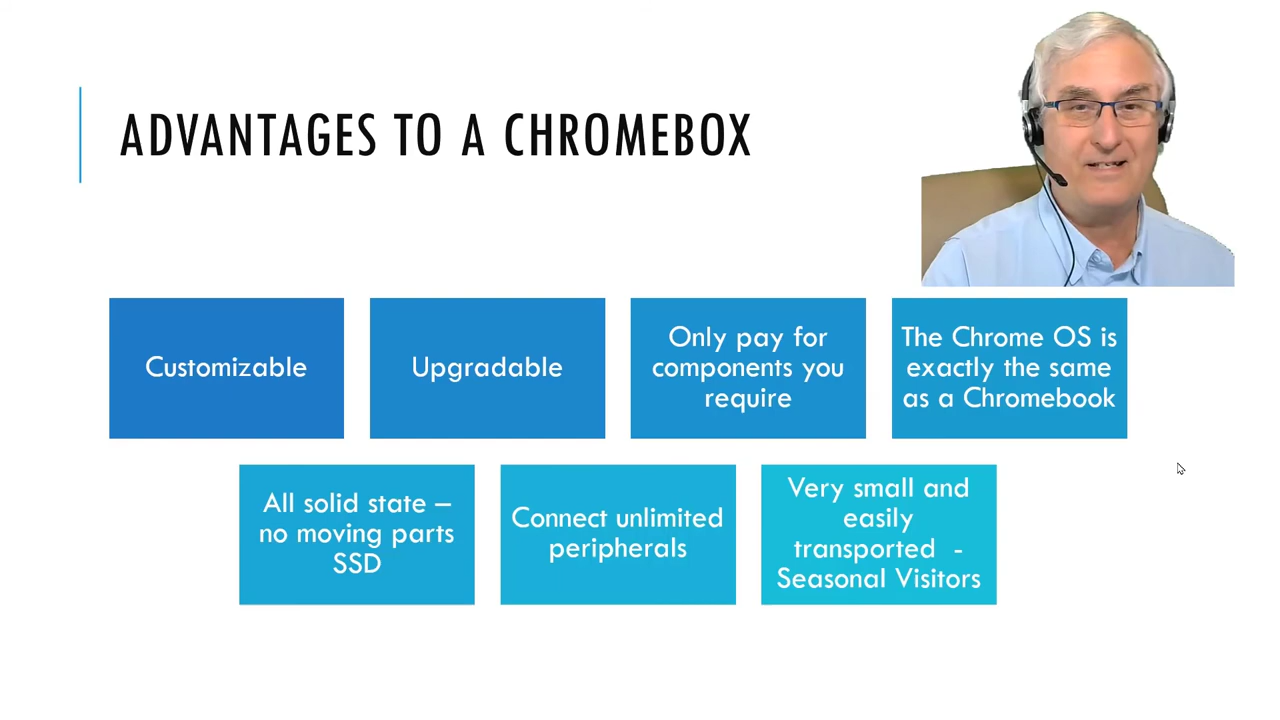 ADVANTAGES TO A CHROMEBOX
Customizable
Upgradable
Only pay for
components you
require
The Chrome OS is
exactly the same
as a Chromebook
All solid state –
no moving parts
SSD
Connect unlimited
peripherals
Very small and
easily
transported -
Seasonal Visitors